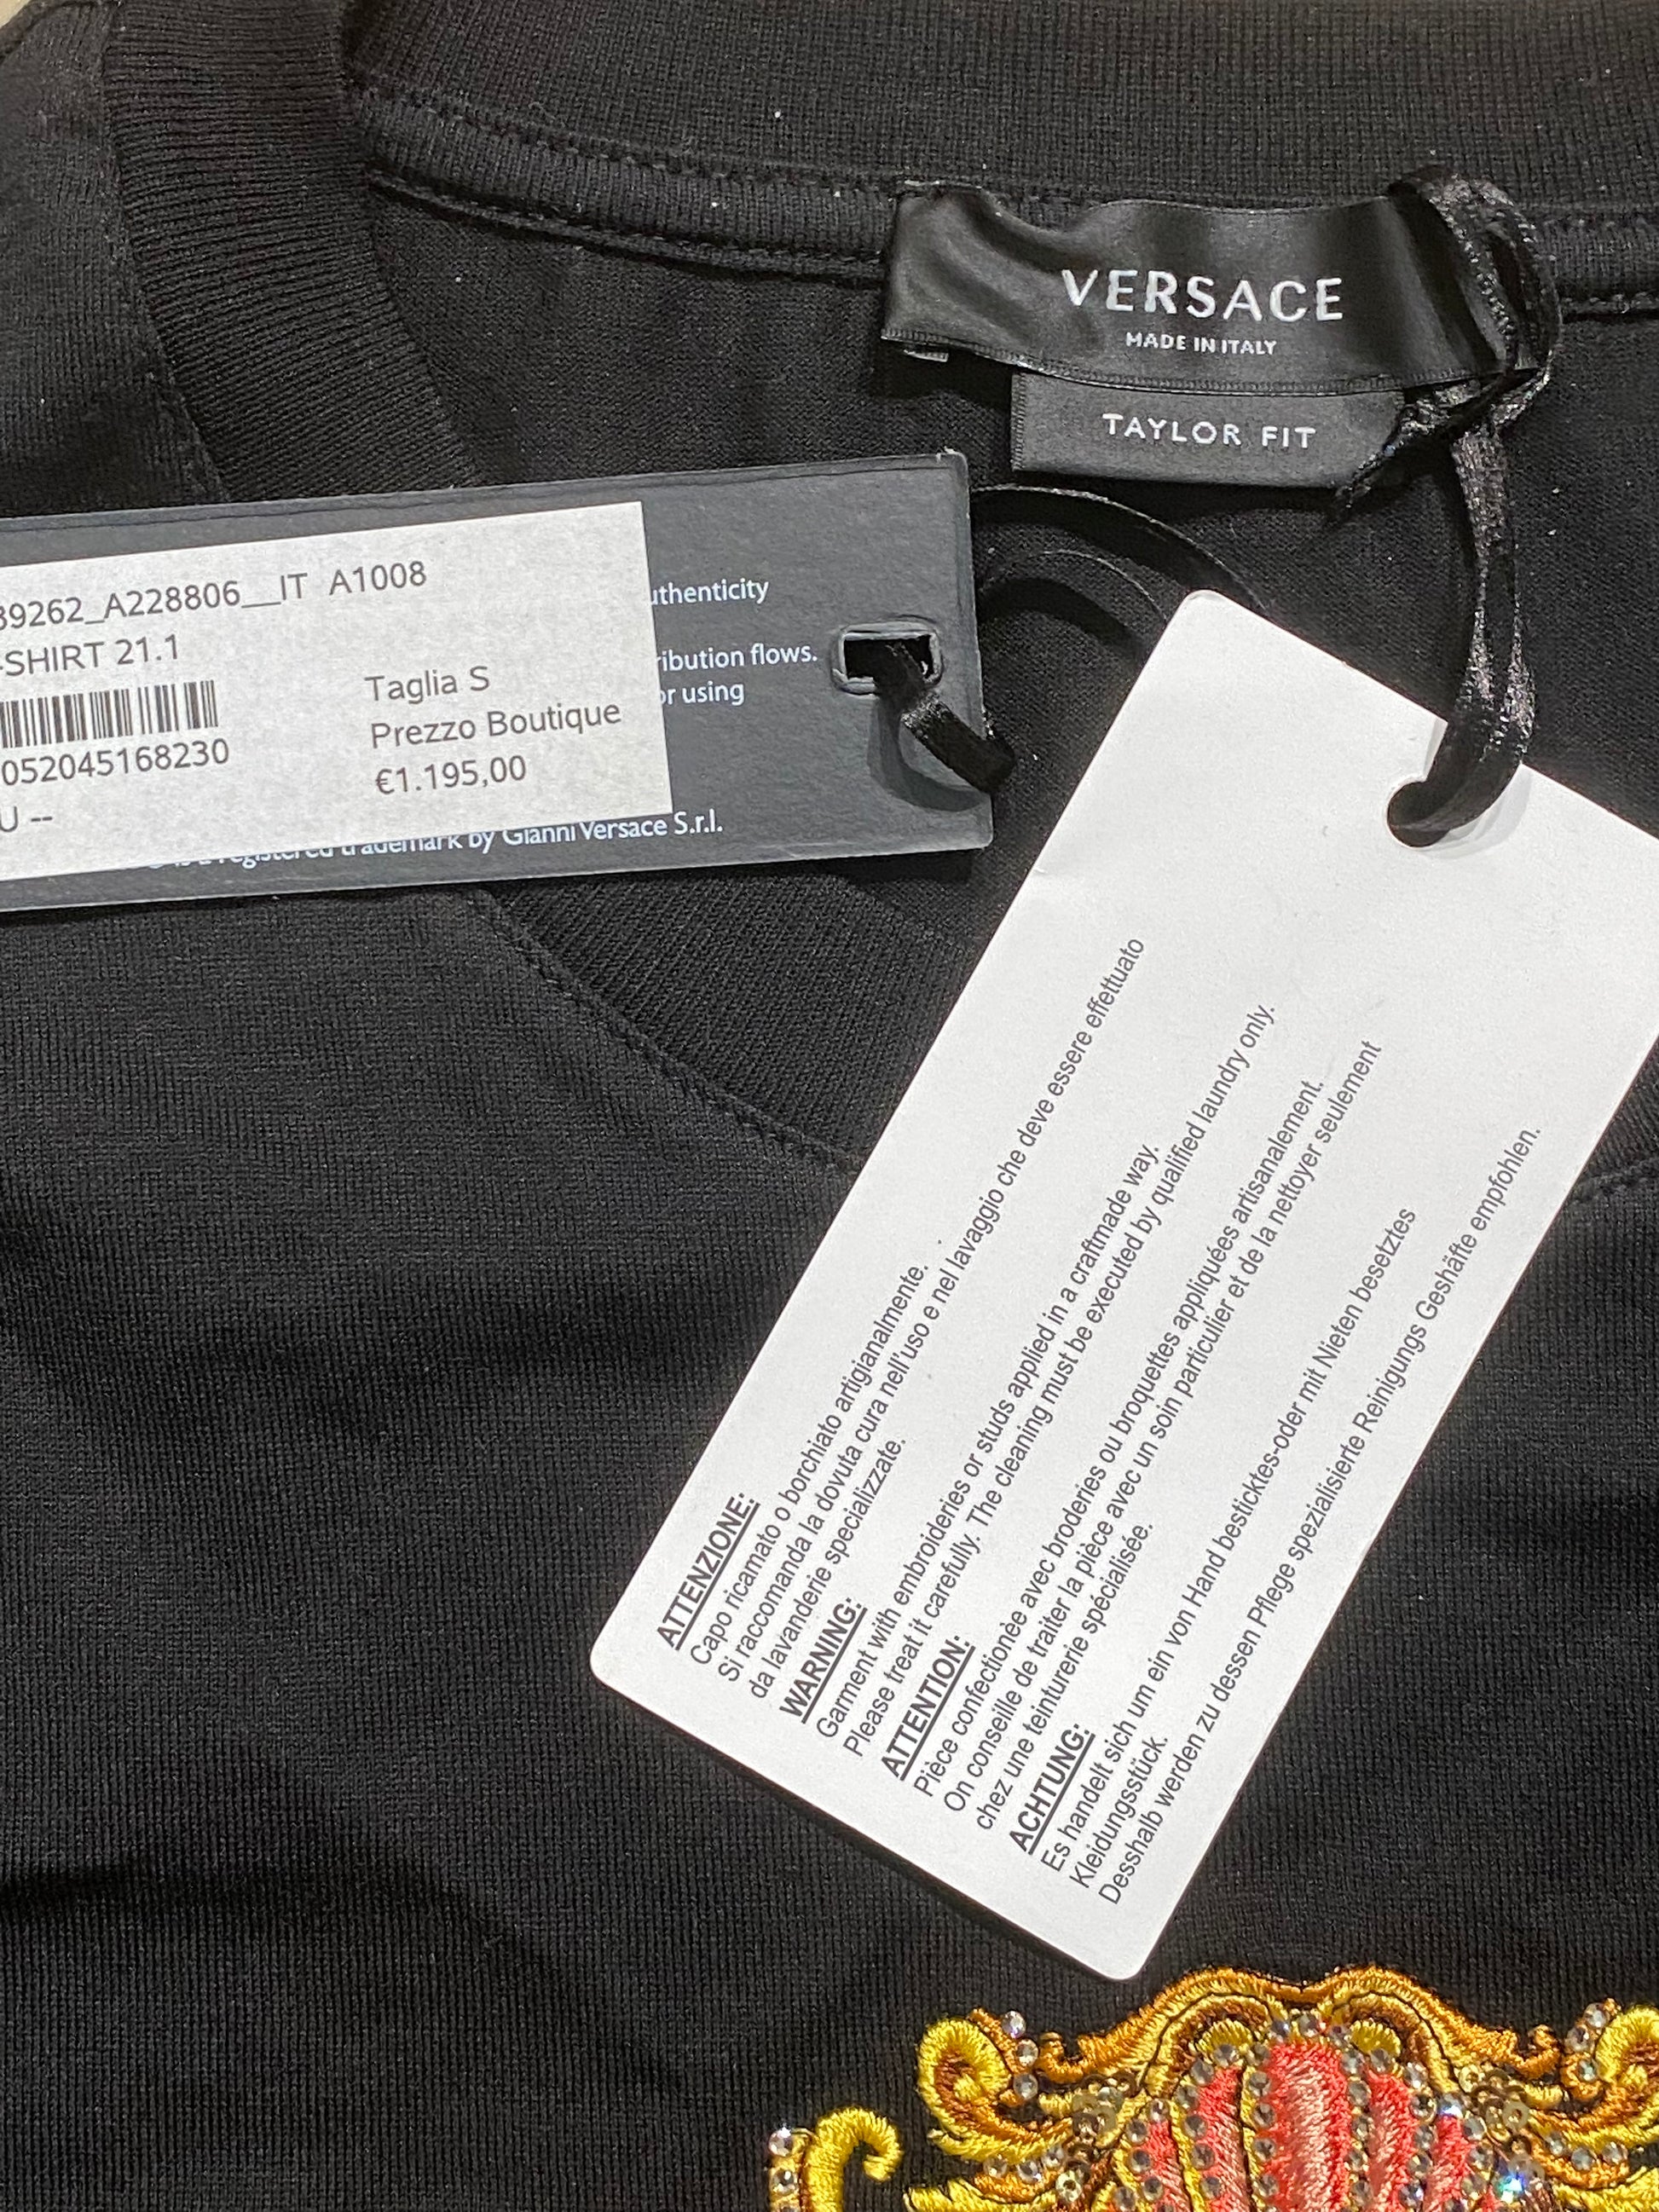 VERSACE
MADE IN ITALY
TAYLOR FIT
39262_A228806__IT A1008
-SHIRT 21.1
052045168230
U --
Taglia S
Prezzo Boutique
€1.195,00
uthenticity
ribution flows.
or using
registered trademark by Gianni Versace S.r.l.
ATTENZIONE:
Capo ricamato o borchiato artigianalmente.
Si raccomanda la dovuta cura nell'uso e nel lavaggio che deve essere effettuato
da lavanderie specializzate.
WARNING:
Garment with embroideries or studs applied in a craftmade way.
Please treat it carefully. The cleaning must be executed by qualified laundry only.
ATTENTION:
Pièce confectionèe avec broderies ou broquettes appliquées artisanalement.
On conseille de traiter la pièce avec un soin particulier et de la nettoyer seulement
chez une teinturerie spécialisée.
ACHTUNG:
Es handelt sich um ein von Hand besticktes-oder mit Nieten besetztes
Kleidungsstück.
Desshalb werden zu dessen Pflege spezialisierte Reinigungs Geshäfte empfohlen.